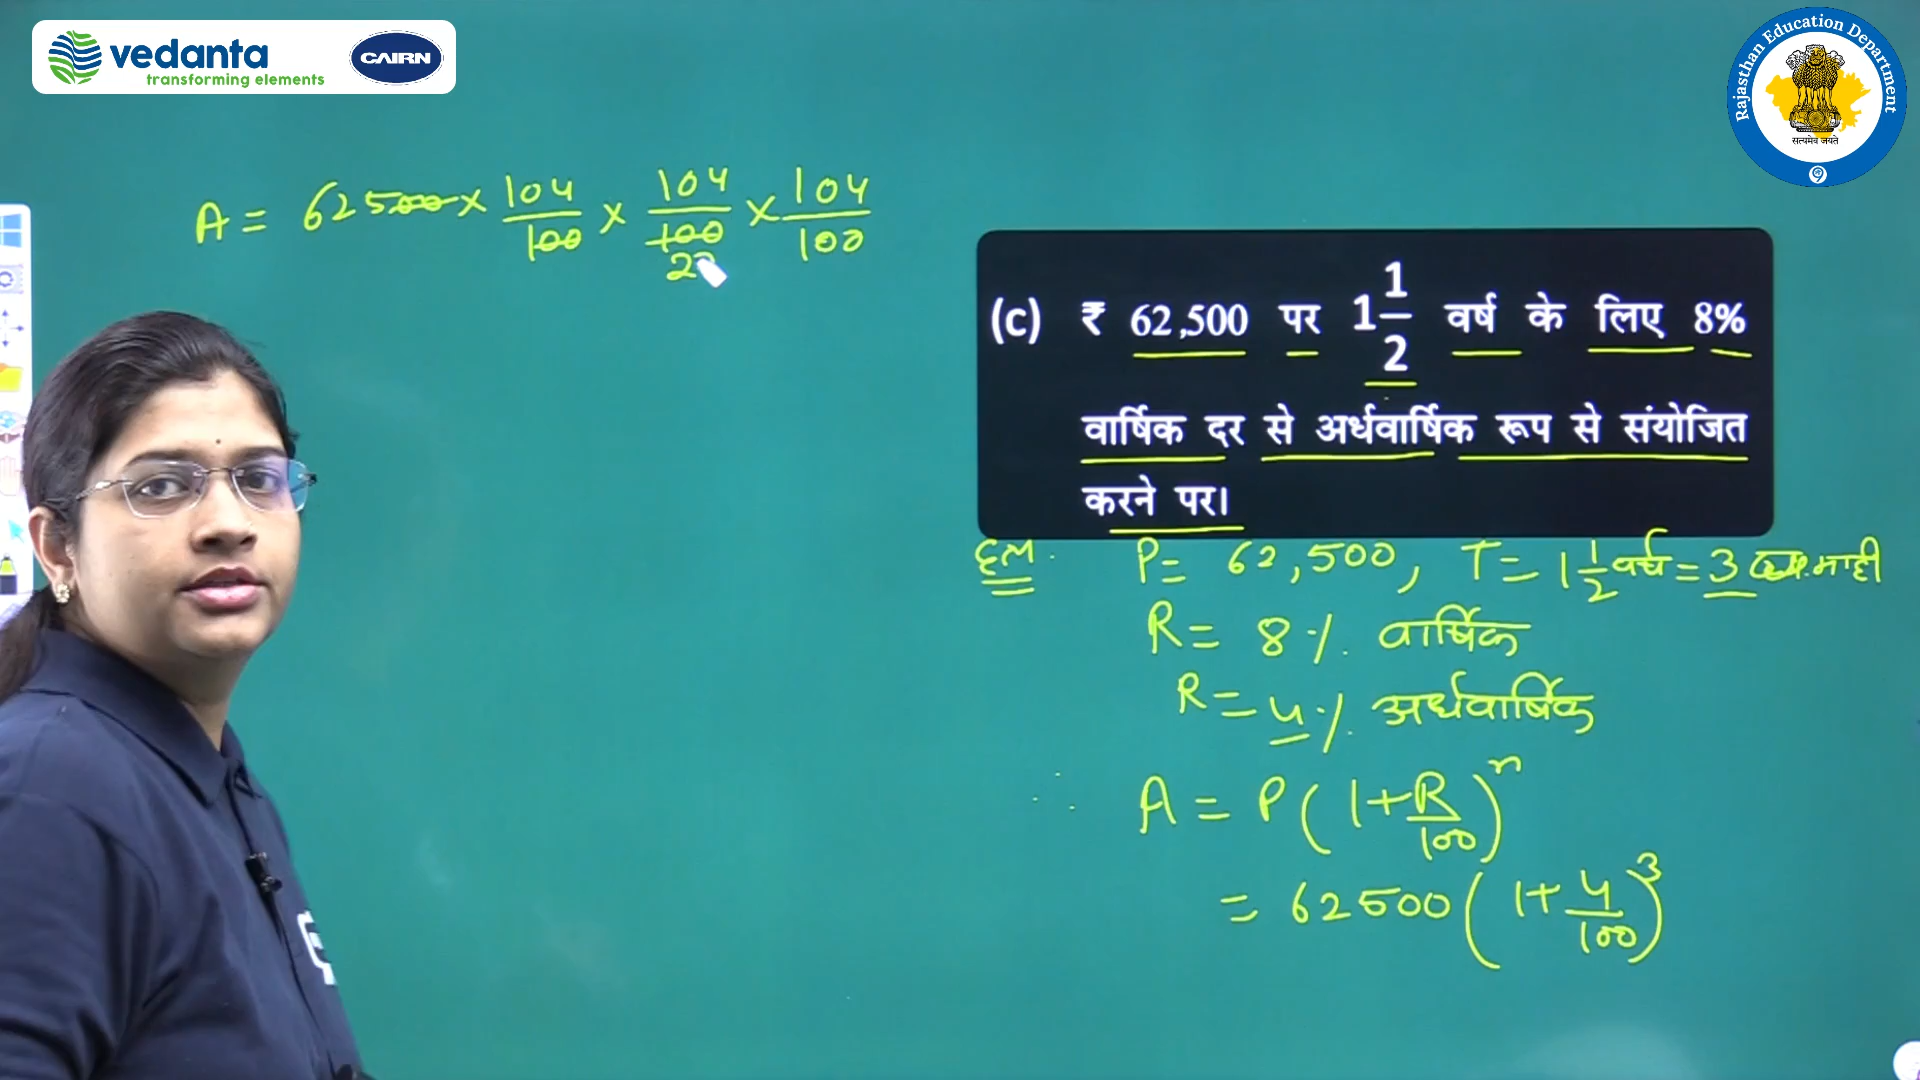 vedanta
transforming elements
CAIRN
Rajasthan Education Department
सत्यमेव जयते
A = 62500 × 104/100 × 104/100 × 104/100
(c) ₹ 62,500 पर 1 1/2 वर्ष के लिए 8%
वार्षिक दर से अर्धवार्षिक रूप से संयोजित
करने पर।
हल. P = 62,500, T = 1 1/2 वर्ष = 3 माही
R = 8% वार्षिक
R = 4% अर्धवार्षिक
∴ A = P(1+R/100)^n
= 62500(1+4/100)^3